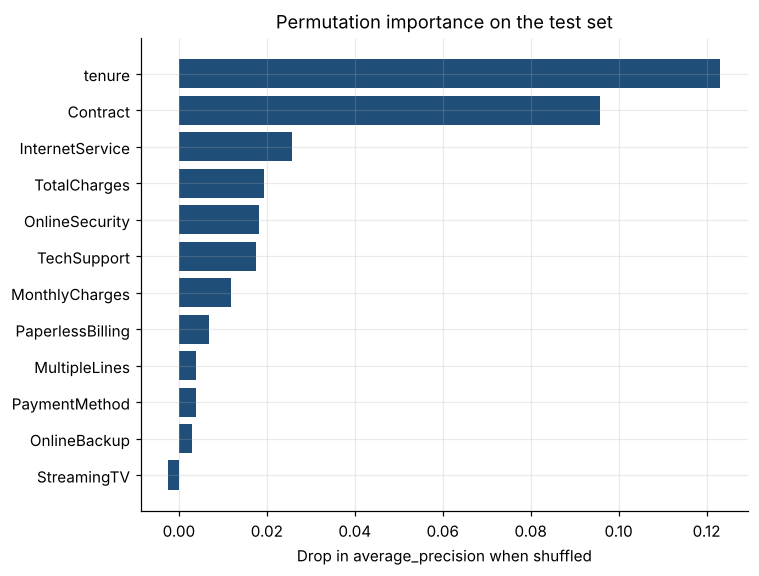 Permutation importance on the test set
tenure
Contract
InternetService
TotalCharges
OnlineSecurity
TechSupport
MonthlyCharges
PaperlessBilling
MultipleLines
PaymentMethod
OnlineBackup
StreamingTV
0.00 0.02 0.04 0.06 0.08 0.10 0.12
Drop in average_precision when shuffled